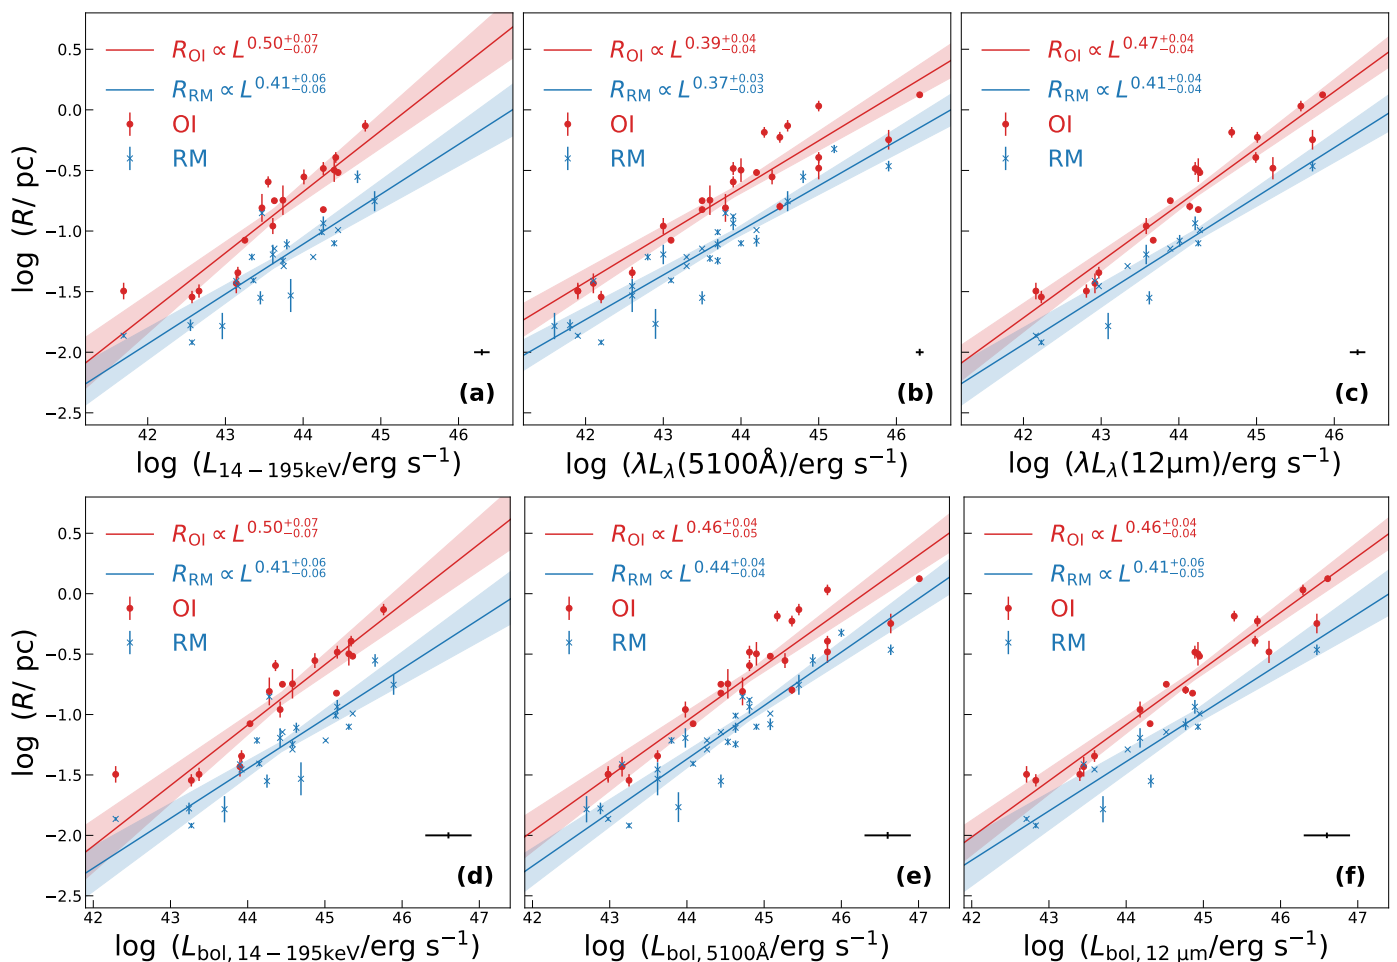 R_OI ∝ L^0.50 +0.07 −0.07
R_RM ∝ L^0.41 +0.06 −0.06
OI
RM
(a)
0.5
0.0
−0.5
−1.0
−1.5
−2.0
−2.5
log (R/ pc)
42 43 44 45 46
log (L_14−195keV/erg s⁻¹)
R_OI ∝ L^0.39 +0.04 −0.04
R_RM ∝ L^0.37 +0.03 −0.03
OI
RM
(b)
42 43 44 45 46
log (λL_λ(5100Å)/erg s⁻¹)
R_OI ∝ L^0.47 +0.04 −0.04
R_RM ∝ L^0.41 +0.04 −0.04
OI
RM
(c)
42 43 44 45 46
log (λL_λ(12μm)/erg s⁻¹)
R_OI ∝ L^0.50 +0.07 −0.07
R_RM ∝ L^0.41 +0.06 −0.06
OI
RM
(d)
0.5
0.0
−0.5
−1.0
−1.5
−2.0
−2.5
log (R/ pc)
42 43 44 45 46 47
log (L_bol, 14−195keV/erg s⁻¹)
R_OI ∝ L^0.46 +0.04 −0.05
R_RM ∝ L^0.44 +0.04 −0.04
OI
RM
(e)
42 43 44 45 46 47
log (L_bol, 5100Å/erg s⁻¹)
R_OI ∝ L^0.46 +0.04 −0.04
R_RM ∝ L^0.41 +0.06 −0.05
OI
RM
(f)
42 43 44 45 46 47
log (L_bol, 12 μm/erg s⁻¹)